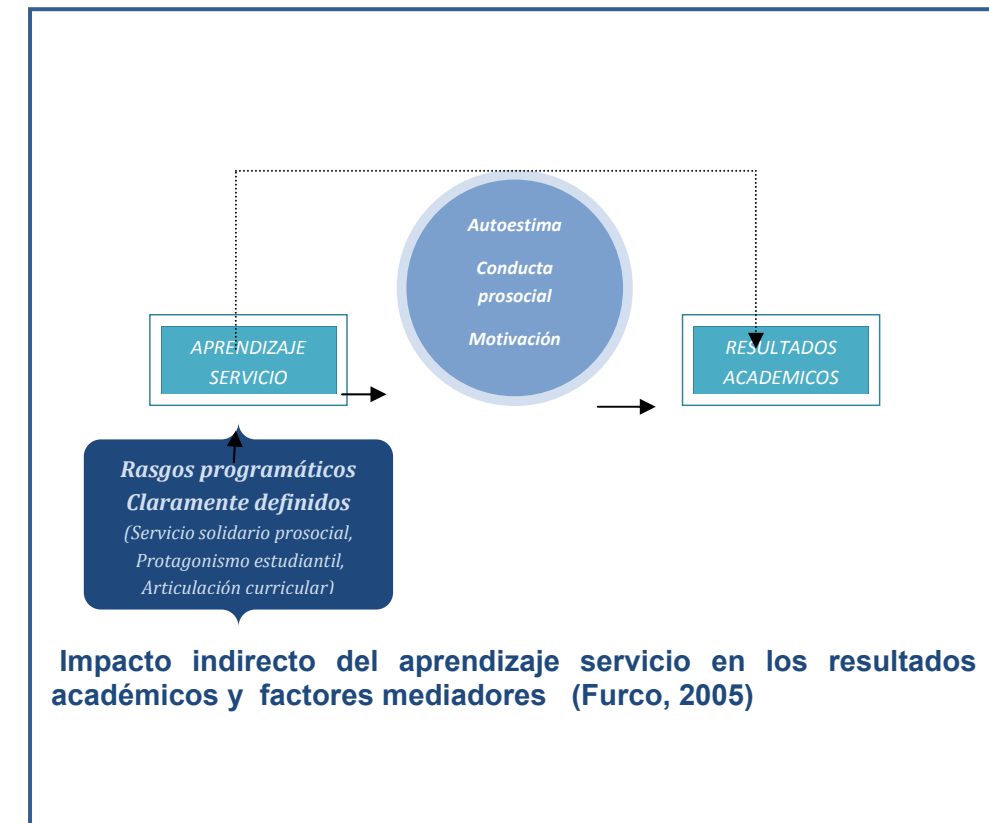 Autoestima
Conducta
prosocial
Motivación
APRENDIZAJE
SERVICIO
RESULTADOS
ACADEMICOS
Rasgos programáticos
Claramente definidos
(Servicio solidario prosocial,
Protagonismo estudiantil,
Articulación curricular)
Impacto indirecto del aprendizaje servicio en los resultados
académicos y factores mediadores (Furco, 2005)